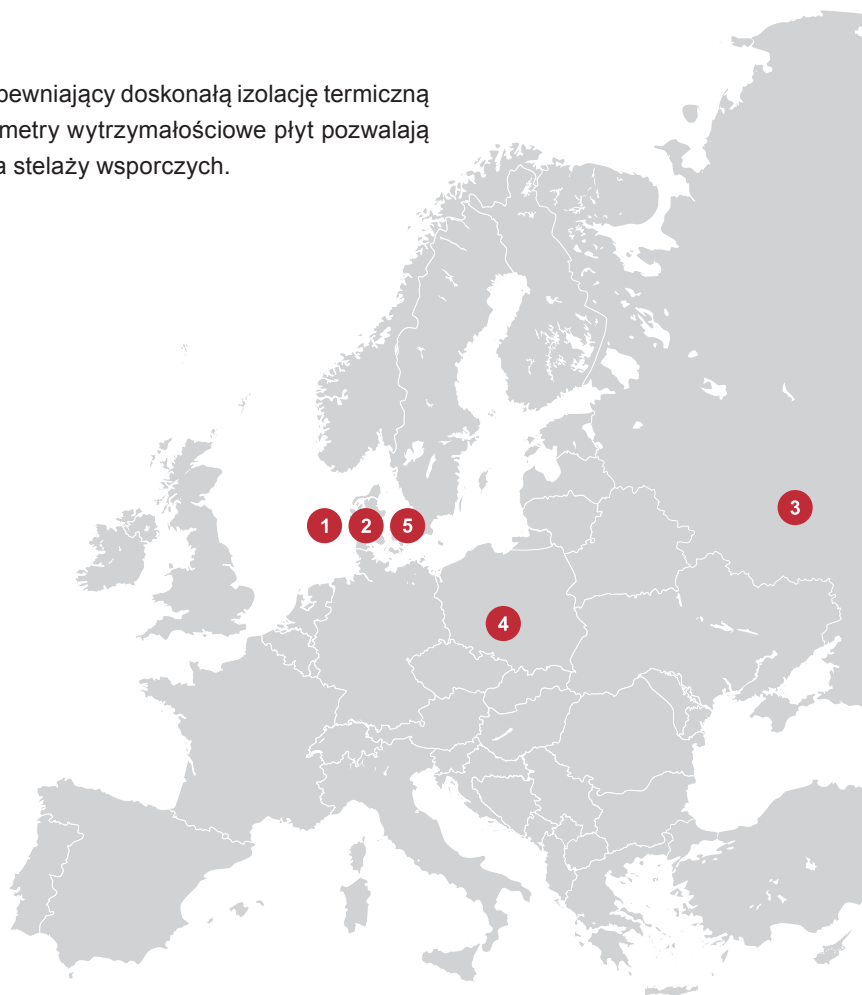 pewniający doskonałą izolację termiczną
metry wytrzymałościowe płyt pozwalają
a stelaży wsporczych.
3
1 2 5
4